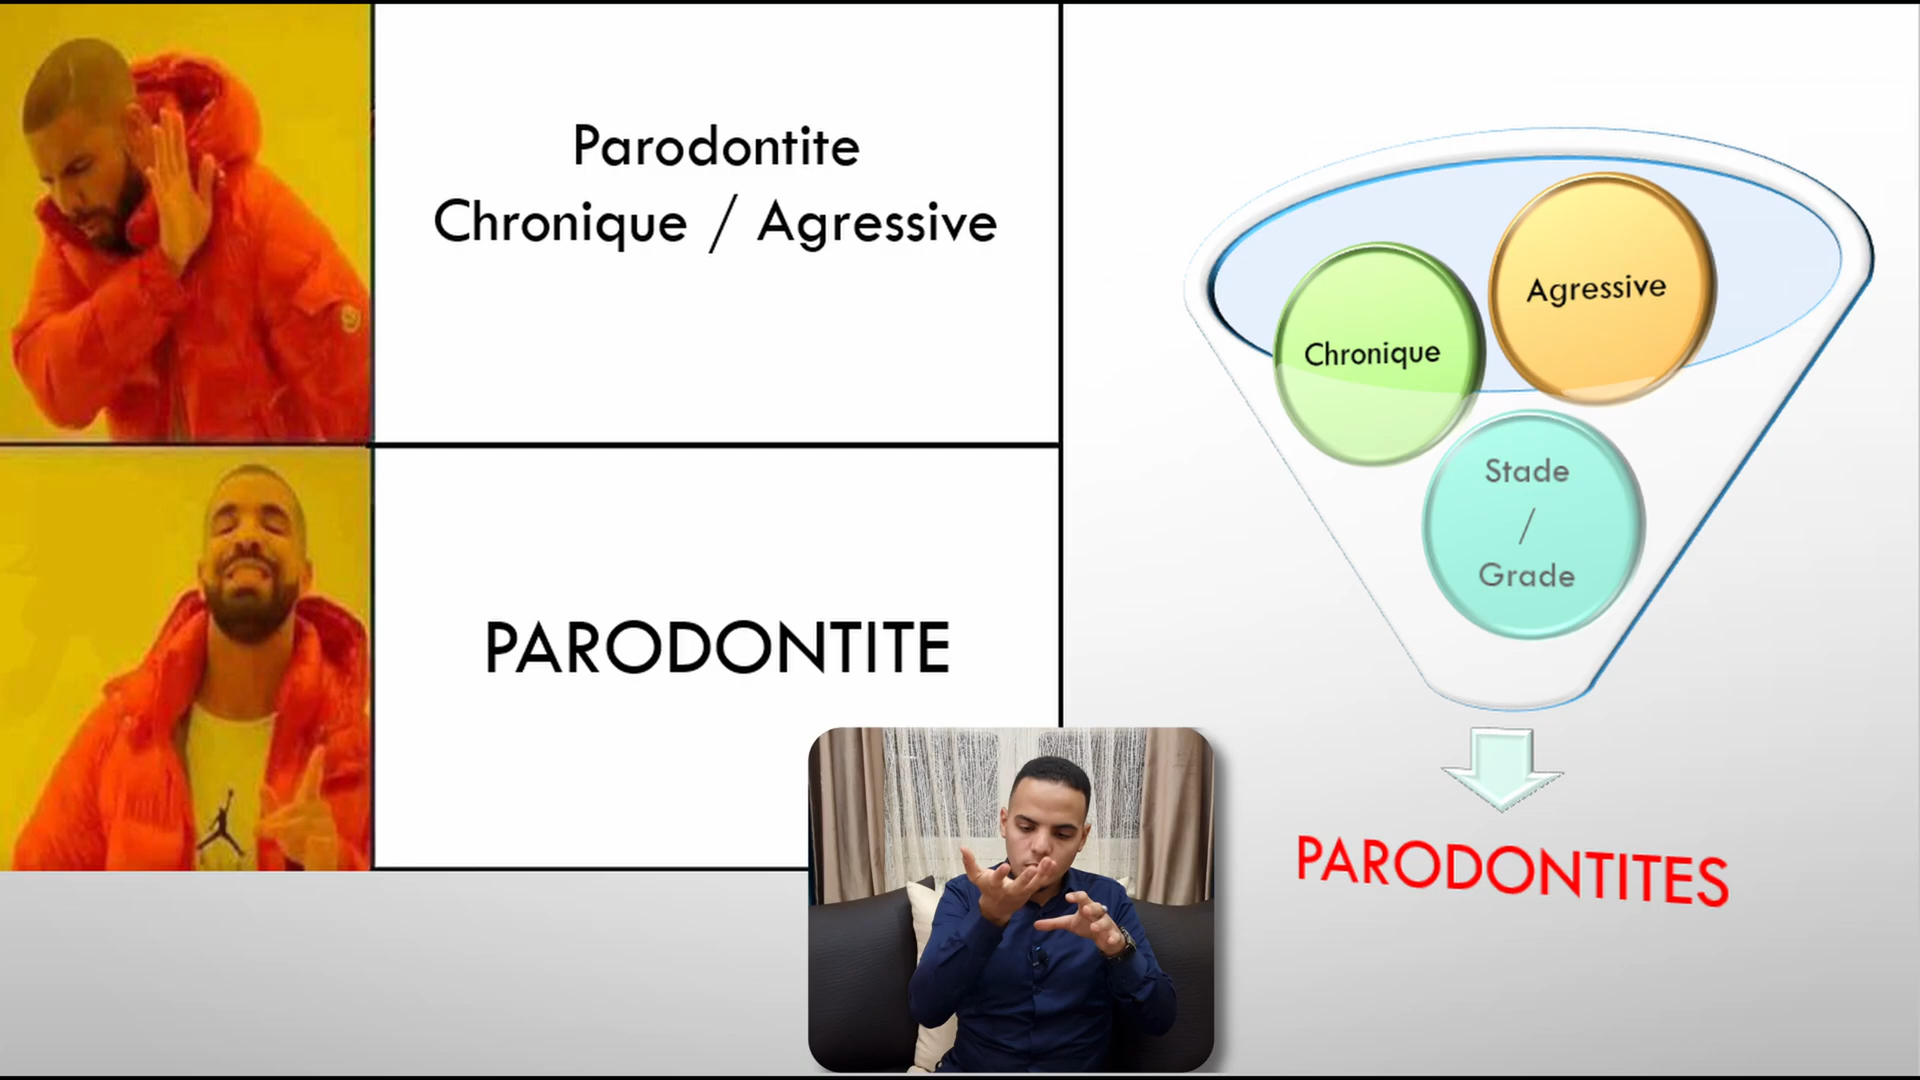 Parodontite
Chronique / Agressive
PARODONTITE
Agressive
Chronique
Stade
/
Grade
PARODONTITES